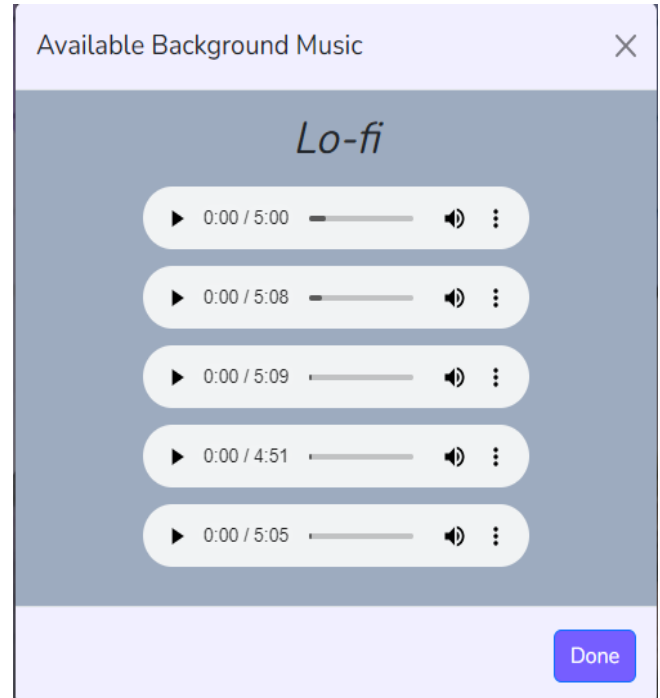 Available Background Music
Lo-fi
0:00 / 5:00
0:00 / 5:08
0:00 / 5:09
0:00 / 4:51
0:00 / 5:05
Done